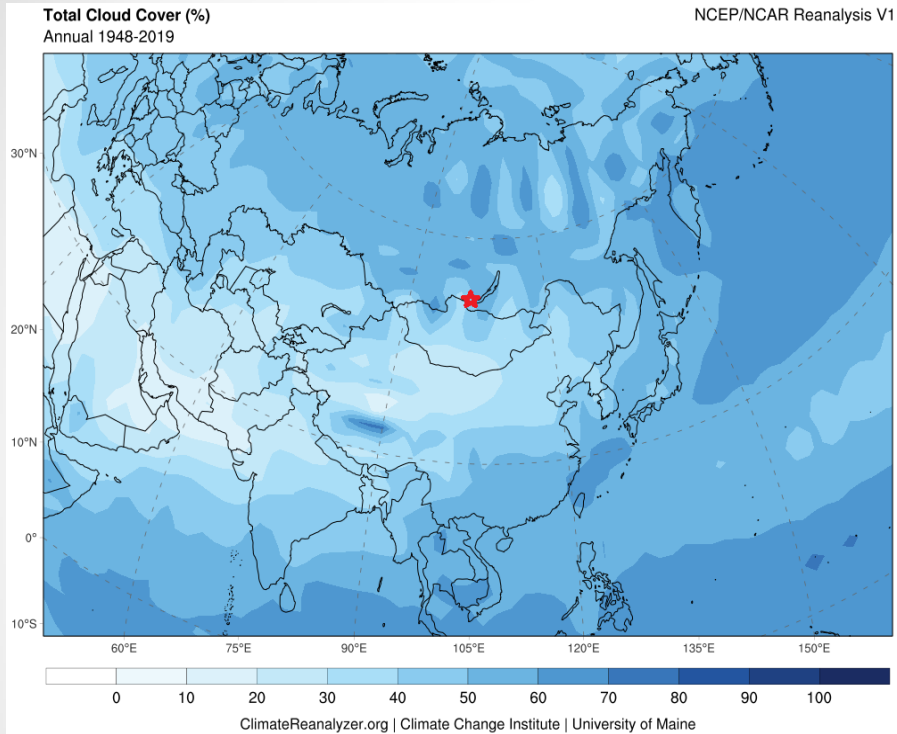 Total Cloud Cover (%)
NCEP/NCAR Reanalysis V1
Annual 1948-2019
30°N
20°N
10°N
0°
10°S
60°E 75°E 90°E 105°E 120°E 135°E 150°E
0 10 20 30 40 50 60 70 80 90 100
ClimateReanalyzer.org | Climate Change Institute | University of Maine